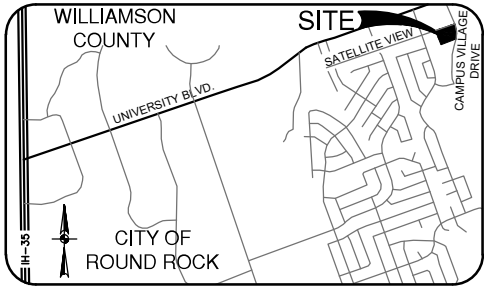 WILLIAMSON
COUNTY
SITE
SATELLITE VIEW
CAMPUS VILLAGE
DRIVE
UNIVERSITY BLVD.
IH-35
CITY OF
ROUND ROCK